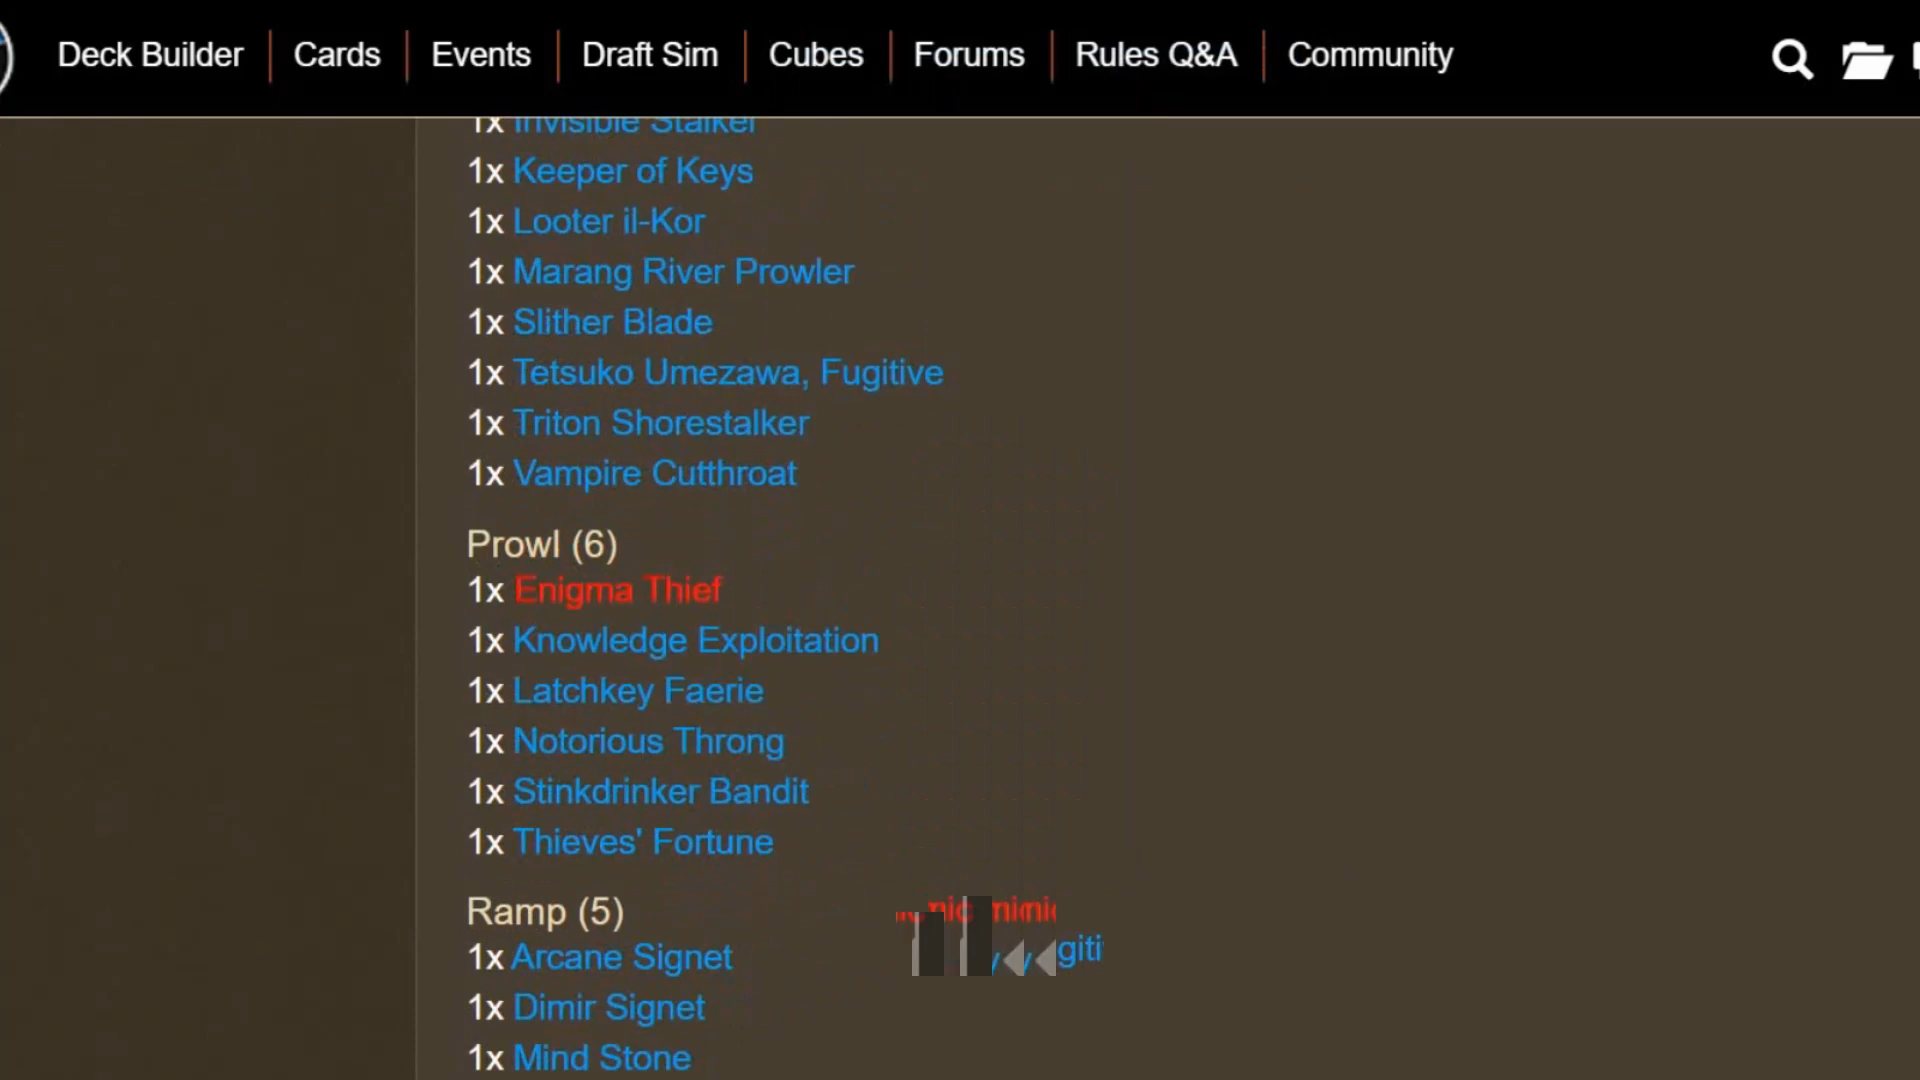 Deck Builder Cards Events Draft Sim Cubes Forums Rules Q&A Community
1x Invisible Stalker
1x Keeper of Keys
1x Looter il-Kor
1x Marang River Prowler
1x Slither Blade
1x Tetsuko Umezawa, Fugitive
1x Triton Shorestalker
1x Vampire Cutthroat
Prowl (6)
1x Enigma Thief
1x Knowledge Exploitation
1x Latchkey Faerie
1x Notorious Throng
1x Stinkdrinker Bandit
1x Thieves' Fortune
Ramp (5)
1x Arcane Signet
1x Dimir Signet
1x Mind Stone